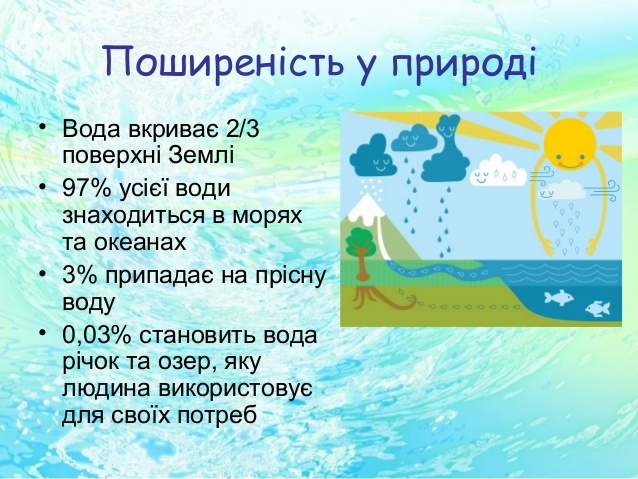 Поширеність у природі
• Вода вкриває 2/3
поверхні Землі
• 97% усієї води
знаходиться в морях
та океанах
• 3% припадає на прісну
воду
• 0,03% становить вода
річок та озер, яку
людина використовує
для своїх потреб